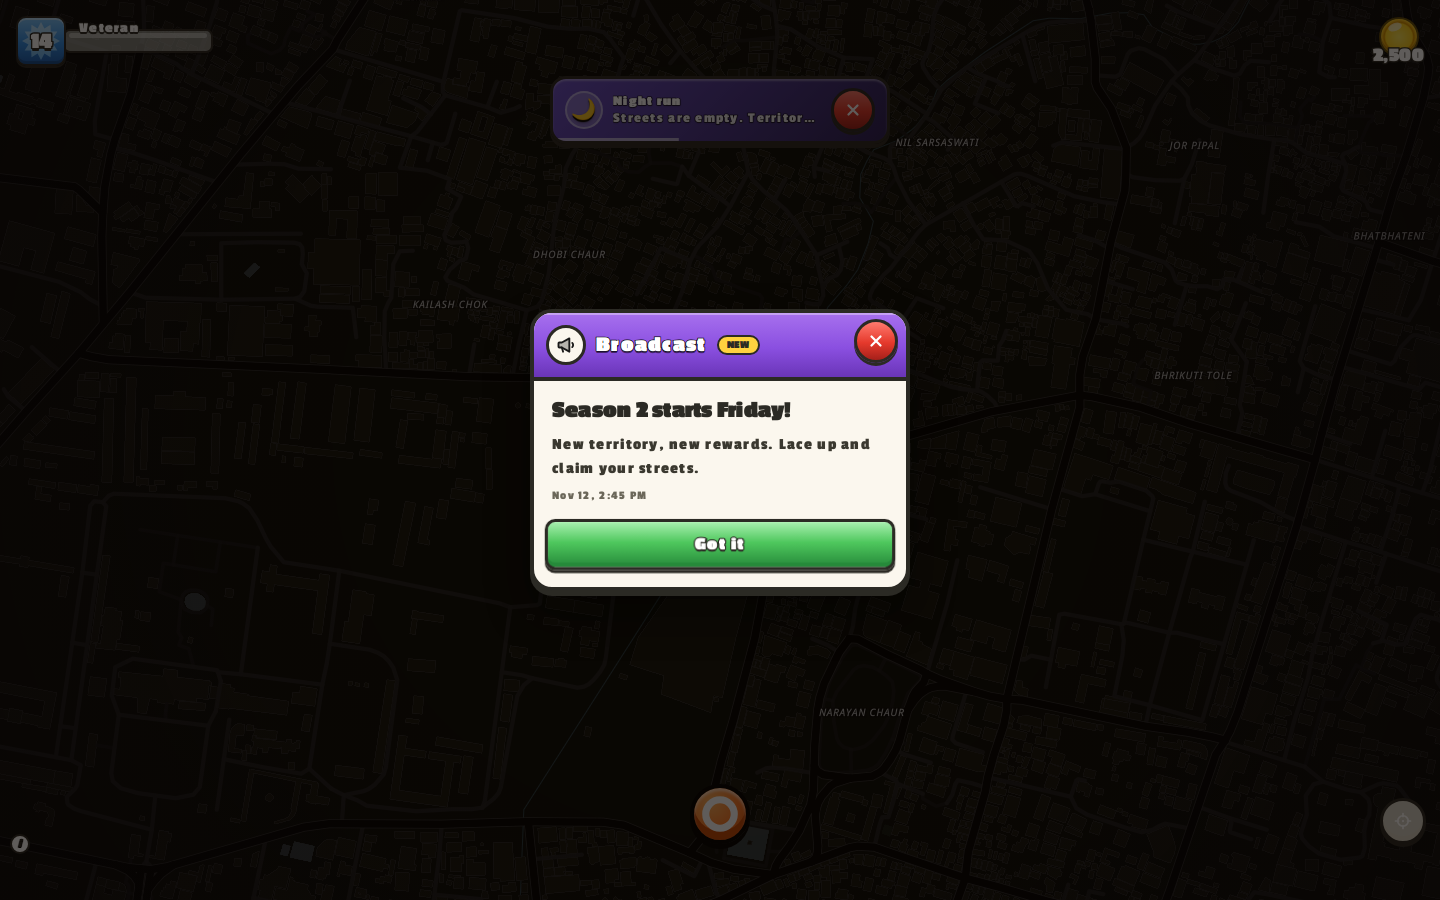 14
Veteran
2,500
Night run
Streets are empty. Territor...
NIL SARSASWATI
JOR PIPAL
BHATBHATENI
DHOBI CHAUR
KAILASH CHOK
Broadcast
NEW
BHRIKUTI TOLE
Season 2 starts Friday!
New territory, new rewards. Lace up and
claim your streets.
Nov 12, 2:45 PM
Got it
NARAYAN CHAUR
i